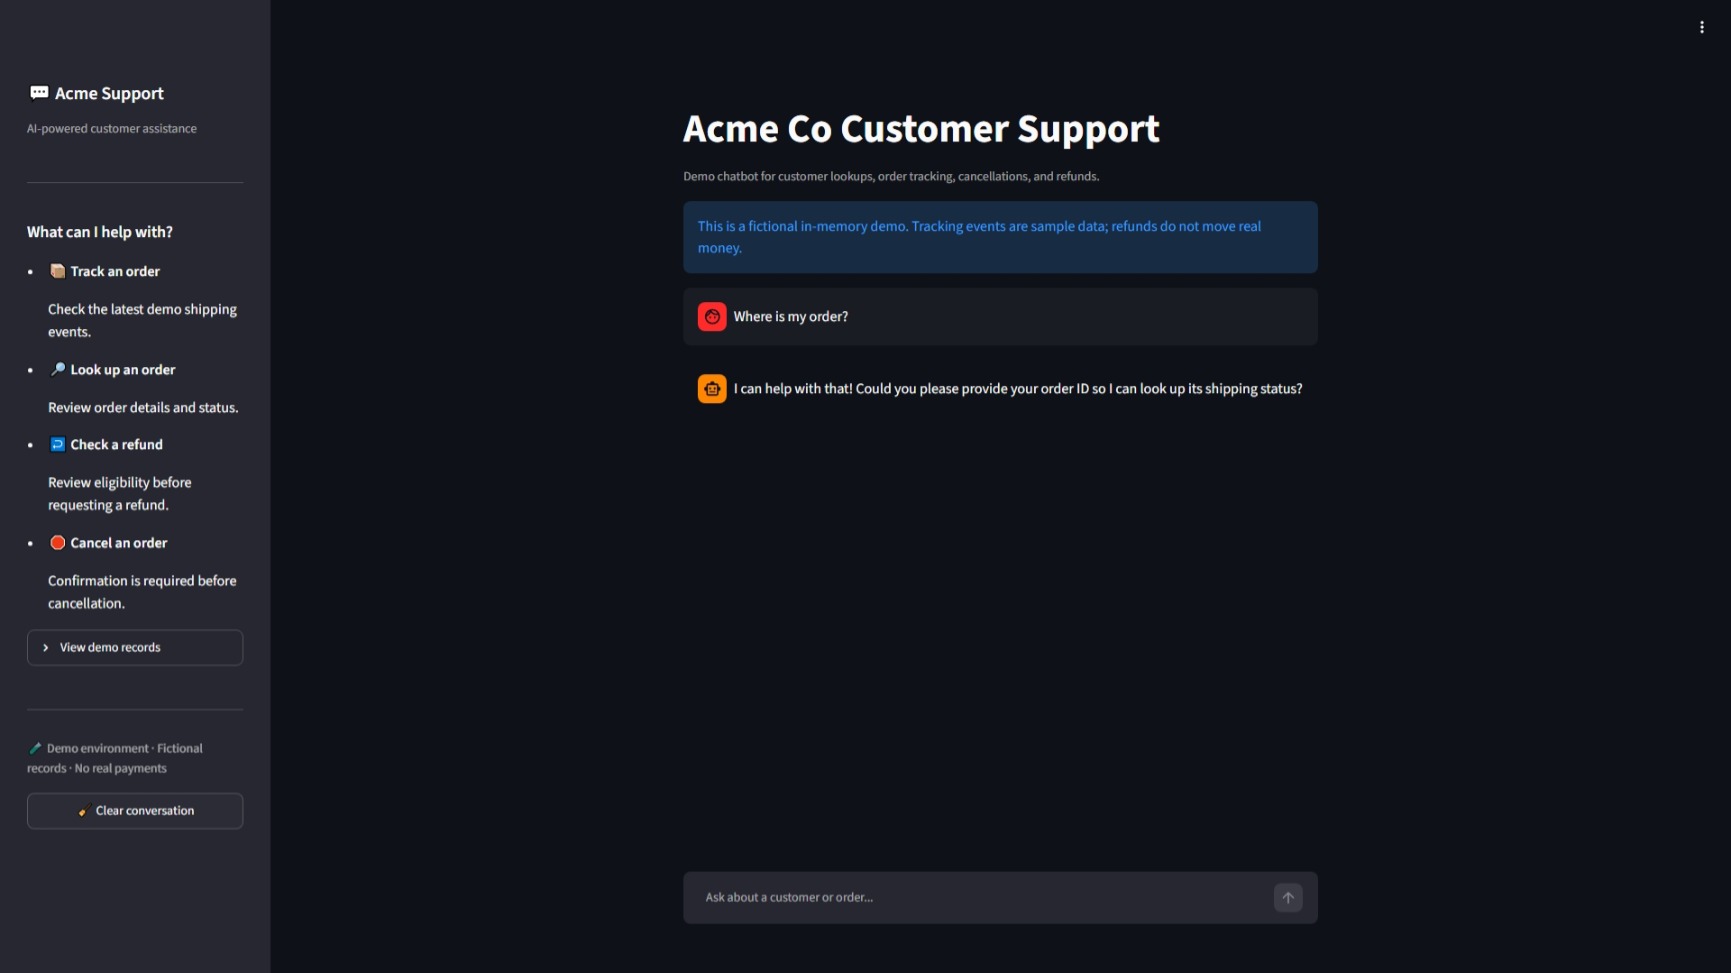 Acme Support
AI-powered customer assistance
What can I help with?
Track an order
Check the latest demo shipping
events.
Look up an order
Review order details and status.
Check a refund
Review eligibility before
requesting a refund.
Cancel an order
Confirmation is required before
cancellation.
View demo records
Demo environment · Fictional
records · No real payments
Clear conversation
Acme Co Customer Support
Demo chatbot for customer lookups, order tracking, cancellations, and refunds.
This is a fictional in-memory demo. Tracking events are sample data; refunds do not move real
money.
Where is my order?
I can help with that! Could you please provide your order ID so I can look up its shipping status?
Ask about a customer or order...